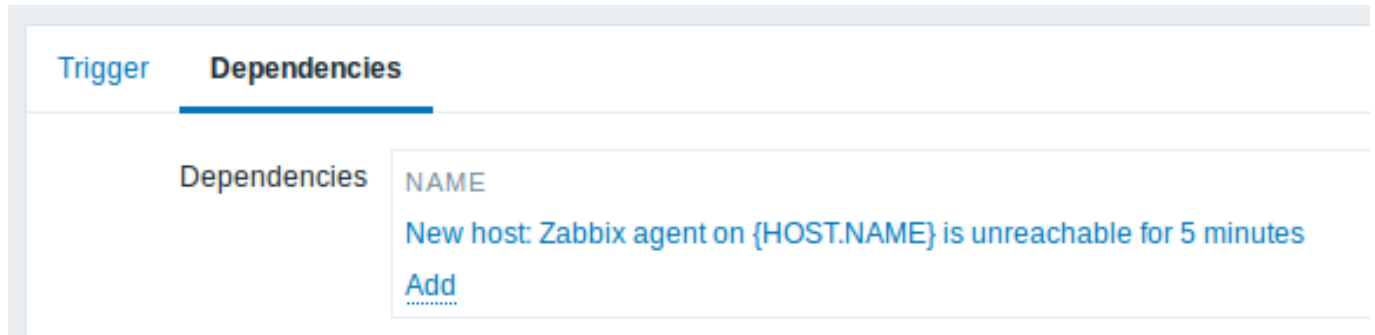 Trigger Dependencies
Dependencies NAME
New host: Zabbix agent on {HOST.NAME} is unreachable for 5 minutes
Add